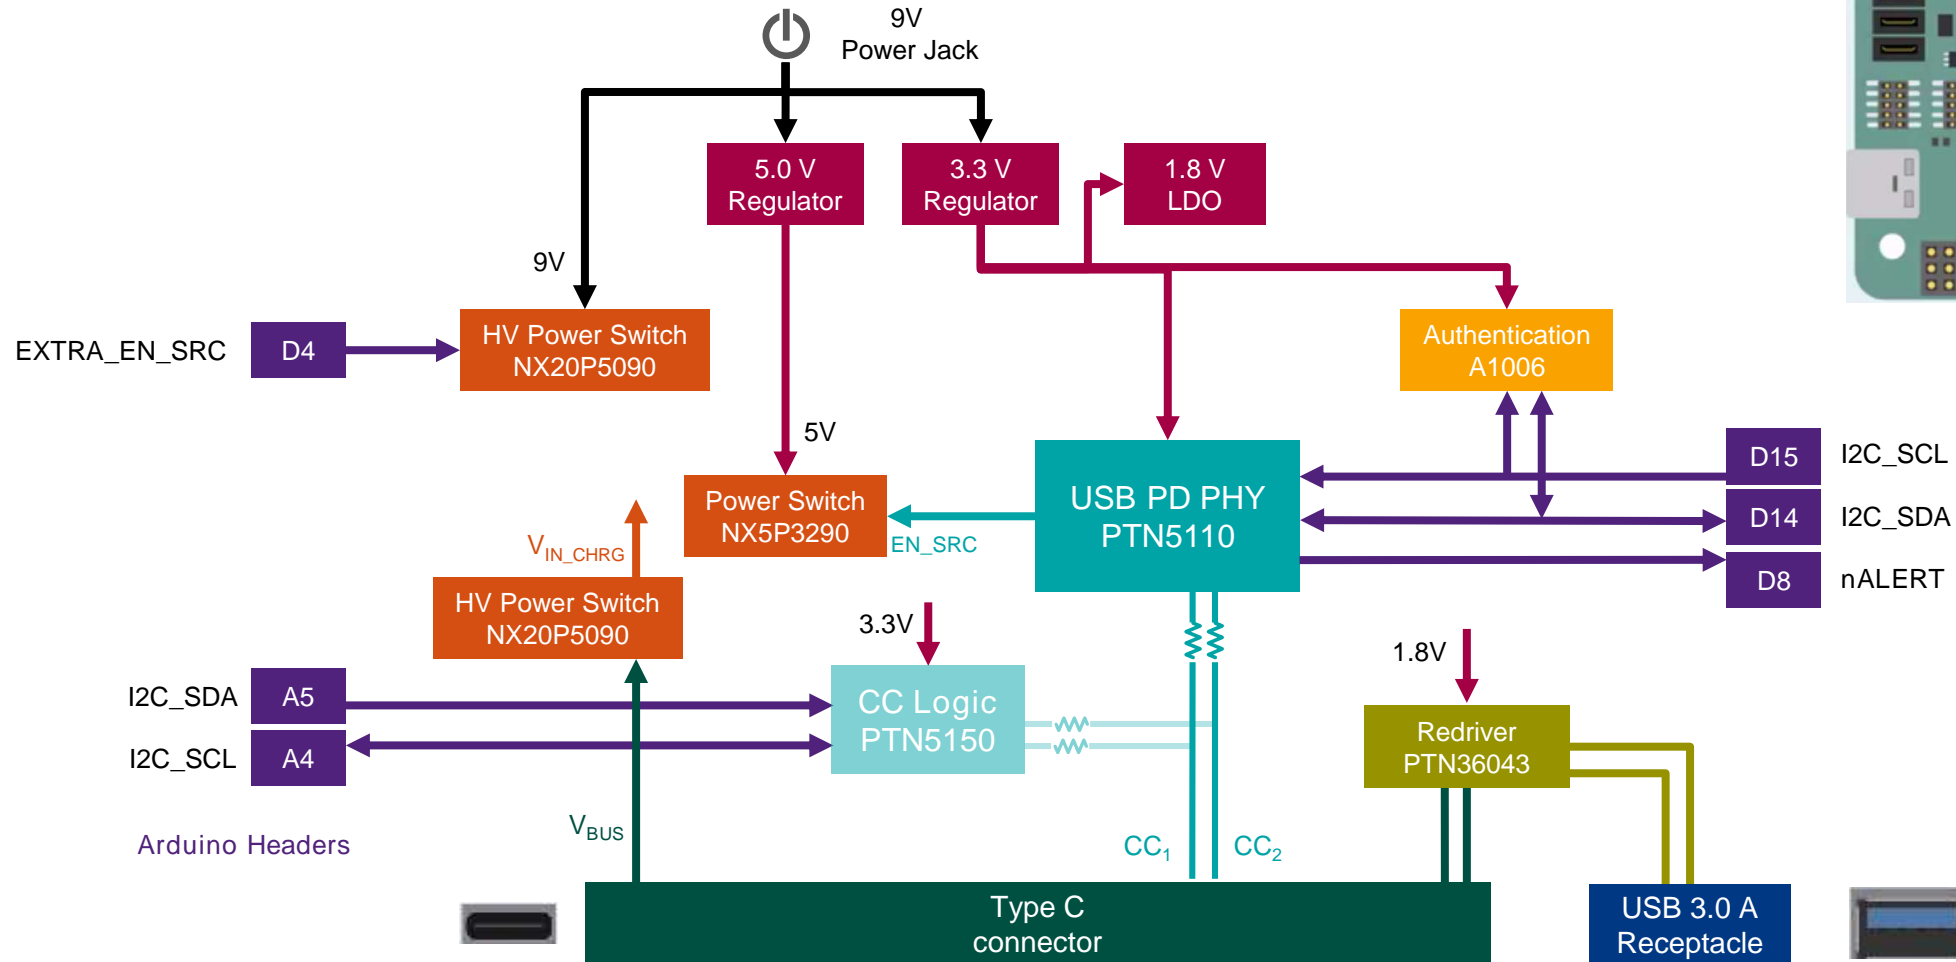 9V
Power Jack
5.0 V
Regulator
3.3 V
Regulator
1.8 V
LDO
9V
EXTRA_EN_SRC
D4
HV Power Switch
NX20P5090
Authentication
A1006
5V
Power Switch
NX5P3290
EN_SRC
USB PD PHY
PTN5110
D15
I2C_SCL
D14
I2C_SDA
D8
nALERT
VIN_CHRG
HV Power Switch
NX20P5090
3.3V
1.8V
I2C_SDA
A5
I2C_SCL
A4
CC Logic
PTN5150
Redriver
PTN36043
Arduino Headers
VBUS
CC1
CC2
Type C
connector
USB 3.0 A
Receptacle